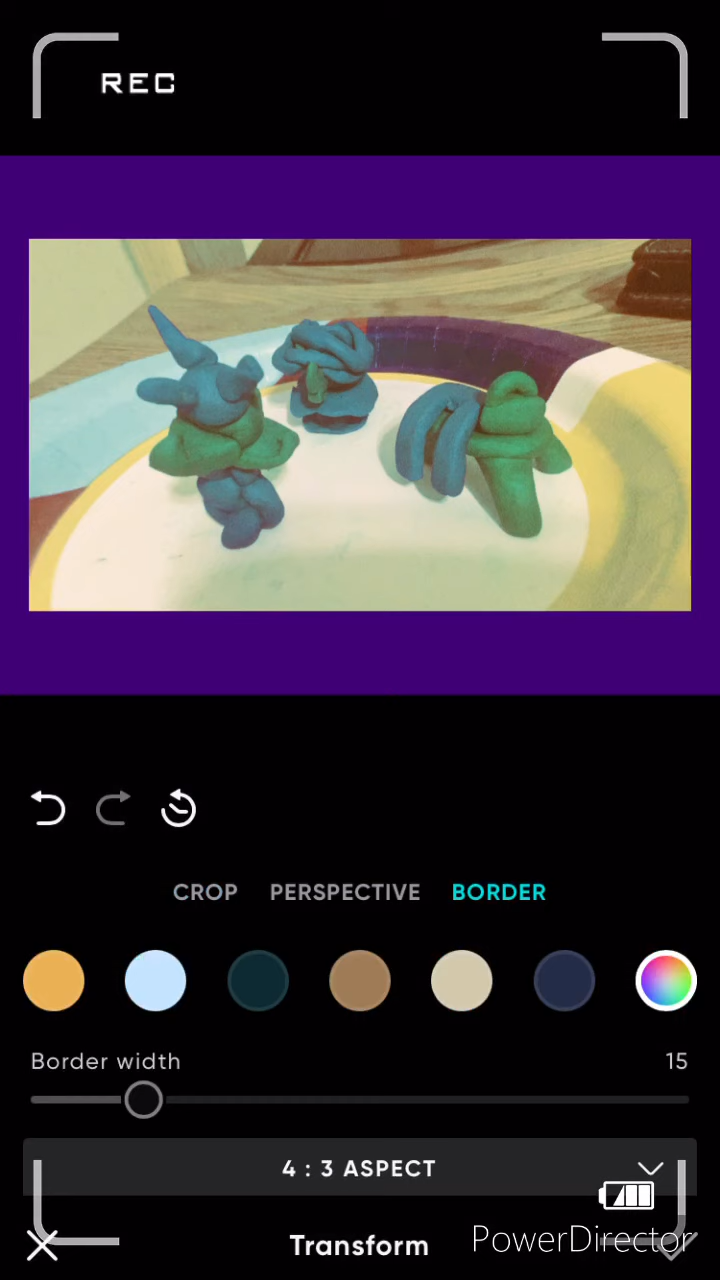 REC
CROP PERSPECTIVE BORDER
Border width 15
4 : 3 ASPECT
Transform
PowerDirector